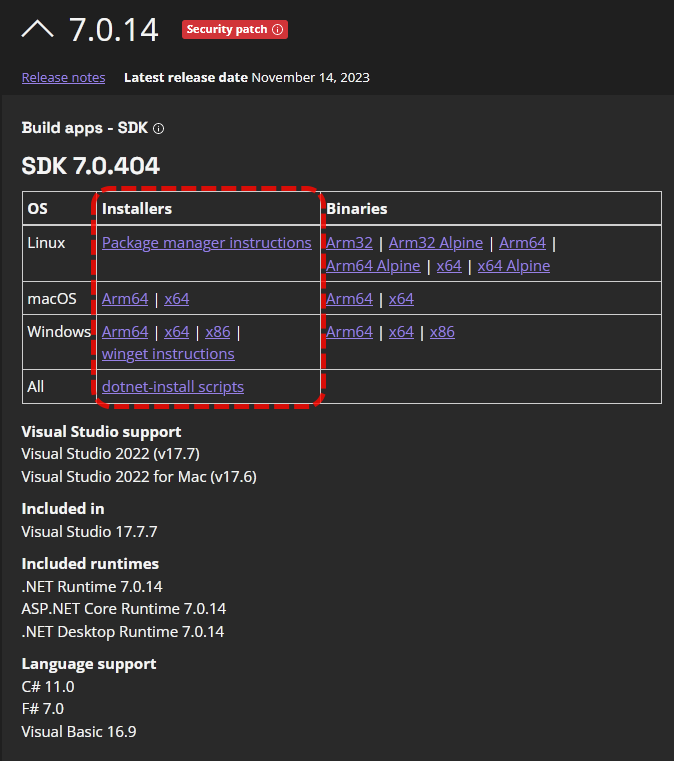 7.0.14 Security patch
Release notes Latest release date November 14, 2023
Build apps - SDK
SDK 7.0.404
OS Installers Binaries
Linux Package manager instructions Arm32 | Arm32 Alpine | Arm64 |
Arm64 Alpine | x64 | x64 Alpine
macOS Arm64 | x64 Arm64 | x64
Windows Arm64 | x64 | x86 | Arm64 | x64 | x86
winget instructions
All dotnet-install scripts
Visual Studio support
Visual Studio 2022 (v17.7)
Visual Studio 2022 for Mac (v17.6)
Included in
Visual Studio 17.7.7
Included runtimes
.NET Runtime 7.0.14
ASP.NET Core Runtime 7.0.14
.NET Desktop Runtime 7.0.14
Language support
C# 11.0
F# 7.0
Visual Basic 16.9